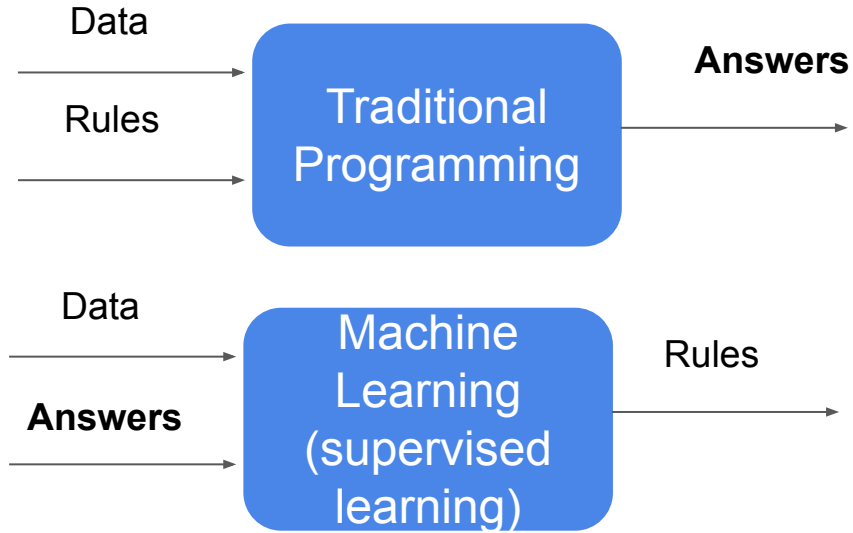 Data
Rules
Traditional
Programming
Answers
Data
Answers
Machine
Learning
(supervised
learning)
Rules